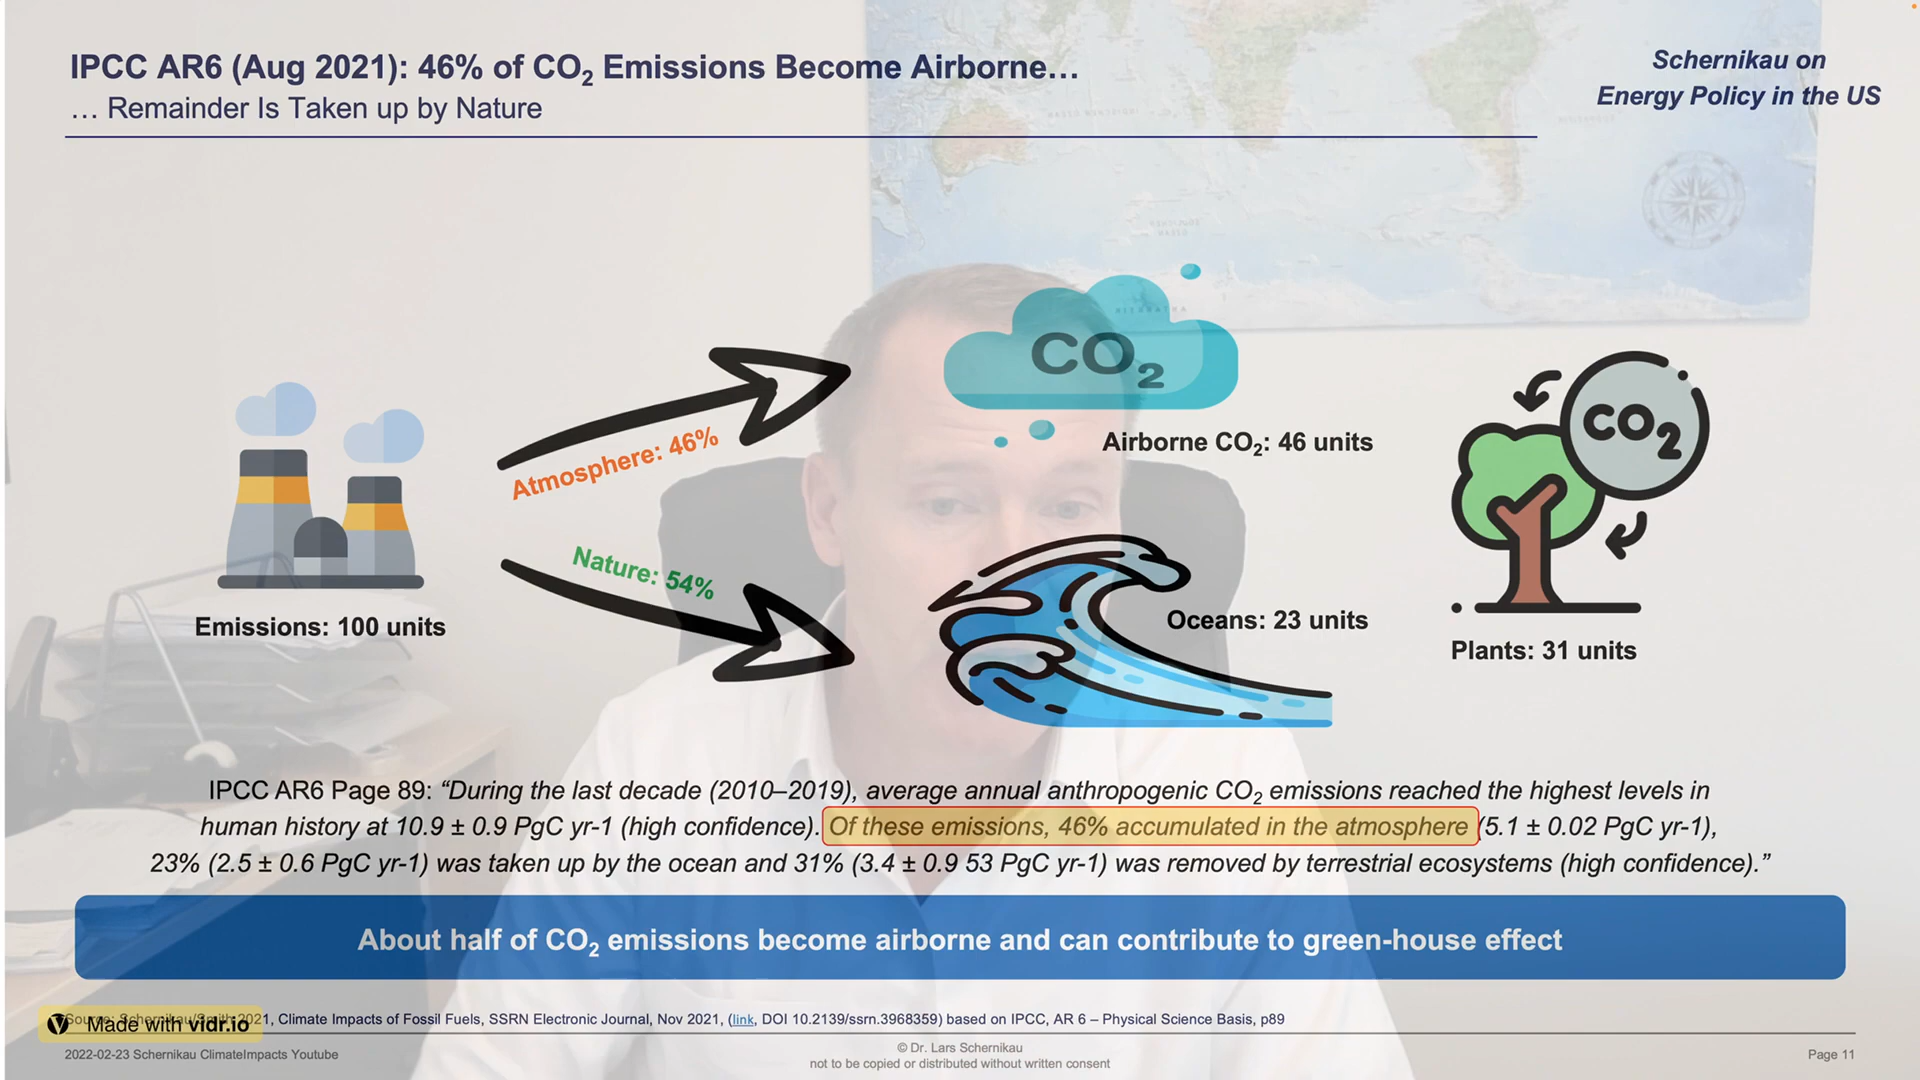 IPCC AR6 (Aug 2021): 46% of CO₂ Emissions Become Airborne…
… Remainder Is Taken up by Nature
Schernikau on
Energy Policy in the US
CO₂
CO₂
Atmosphere: 46%
Airborne CO₂: 46 units
Nature: 54%
Emissions: 100 units
Oceans: 23 units
Plants: 31 units
IPCC AR6 Page 89: “During the last decade (2010–2019), average annual anthropogenic CO₂ emissions reached the highest levels in
human history at 10.9 ± 0.9 PgC yr-1 (high confidence). Of these emissions, 46% accumulated in the atmosphere (5.1 ± 0.02 PgC yr-1),
23% (2.5 ± 0.6 PgC yr-1) was taken up by the ocean and 31% (3.4 ± 0.9 53 PgC yr-1) was removed by terrestrial ecosystems (high confidence).”
About half of CO₂ emissions become airborne and can contribute to green-house effect
Source: Schernikau/Smith 2021, Climate Impacts of Fossil Fuels, SSRN Electronic Journal, Nov 2021, (link, DOI 10.2139/ssrn.3968359) based on IPCC, AR 6 – Physical Science Basis, p89
Made with vidr.io
2022-02-23 Schernikau ClimateImpacts Youtube
© Dr. Lars Schernikau
not to be copied or distributed without written consent
Page 11